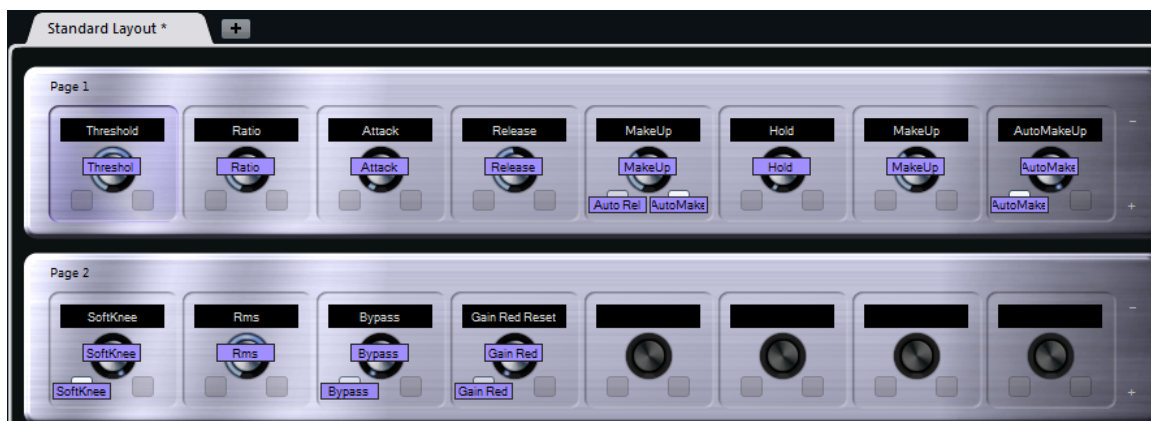 Standard Layout *
+
Page 1
Threshold Ratio Attack Release MakeUp Hold MakeUp AutoMakeUp
Threshol Ratio Attack Release MakeUp Hold MakeUp AutoMake
Auto Rel AutoMake AutoMake
Page 2
SoftKnee Rms Bypass Gain Red Reset
SoftKnee Rms Bypass Gain Red
SoftKnee Bypass Gain Red